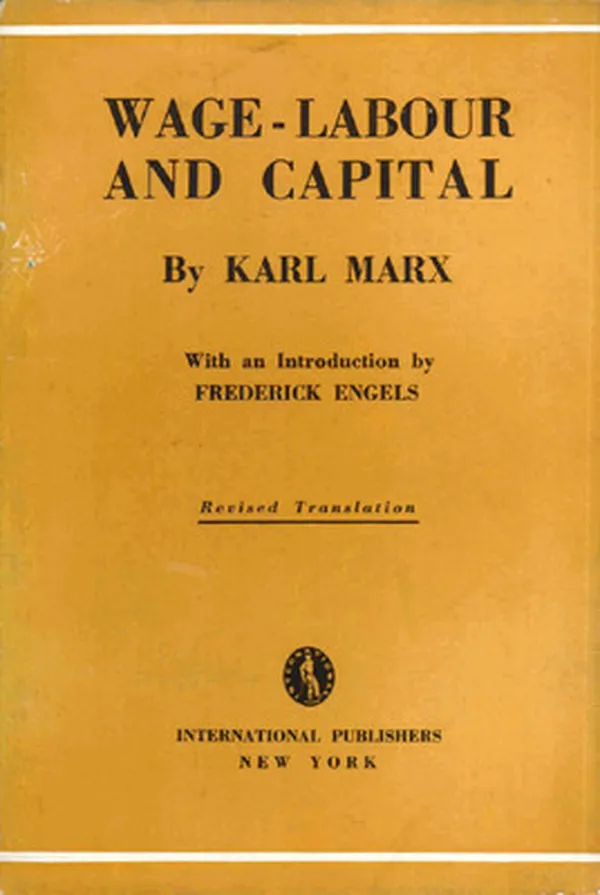 WAGE-LABOUR
AND CAPITAL
By KARL MARX
With an Introduction by
FREDERICK ENGELS
Revised Translation
INTERNATIONAL PUBLISHERS
NEW YORK